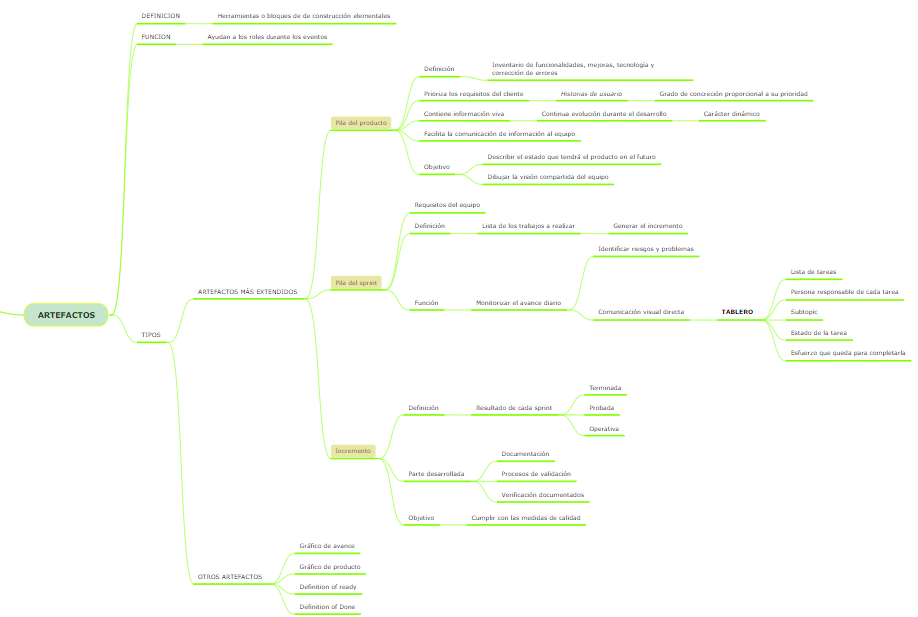 DEFINICION
Herramientas o bloques de de construcción elementales
FUNCION
Ayudan a los roles durante los eventos
Definición
Inventario de funcionalidades, mejoras, tecnología y
corrección de errores
Prioriza los requisitos del cliente
Historias de usuario
Grado de concreción proporcional a su prioridad
Pila del producto
Contiene información viva
Continua evolución durante el desarrollo
Carácter dinámico
Facilita la comunicación de información al equipo
Objetivo
Describir el estado que tendrá el producto en el futuro
Dibujar la visión compartida del equipo
Requisitos del equipo
Definición
Lista de los trabajos a realizar
Generar el incremento
Pila del sprint
Función
Monitorizar el avance diario
Identificar riesgos y problemas
Comunicación visual directa
TABLERO
Lista de tareas
Persona responsable de cada tarea
Subtopic
Estado de la tarea
Esfuerzo que queda para completarla
ARTEFACTOS MÁS EXTENDIDOS
ARTEFACTOS
TIPOS
Definición
Resultado de cada sprint
Terminada
Probada
Operativa
Incremento
Parte desarrollada
Documentación
Procesos de validación
Verificación documentados
Objetivo
Cumplir con las medidas de calidad
OTROS ARTEFACTOS
Gráfico de avance
Gráfico de producto
Definition of ready
Definition of Done